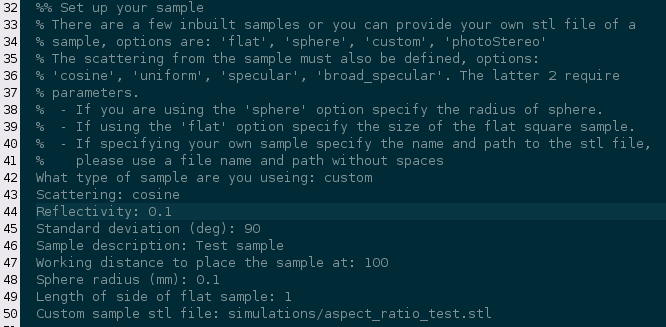 32 %% Set up your sample
33 % There are a few inbuilt samples or you can provide your own stl file of a
34 % sample, options are: 'flat', 'sphere', 'custom', 'photoStereo'
35 % The scattering from the sample must also be defined, options:
36 % 'cosine', 'uniform', 'specular', 'broad_specular'. The latter 2 require
37 % parameters.
38 %  - If you are using the 'sphere' option specify the radius of sphere.
39 %  - If using the 'flat' option specify the size of the flat square sample.
40 %  - If specifying your own sample specify the name and path to the stl file,
41 %    please use a file name and path without spaces
42 What type of sample are you useing: custom
43 Scattering: cosine
44 Reflectivity: 0.1
45 Standard deviation (deg): 90
46 Sample description: Test sample
47 Working distance to place the sample at: 100
48 Sphere radius (mm): 0.1
49 Length of side of flat sample: 1
50 Custom sample stl file: simulations/aspect_ratio_test.stl